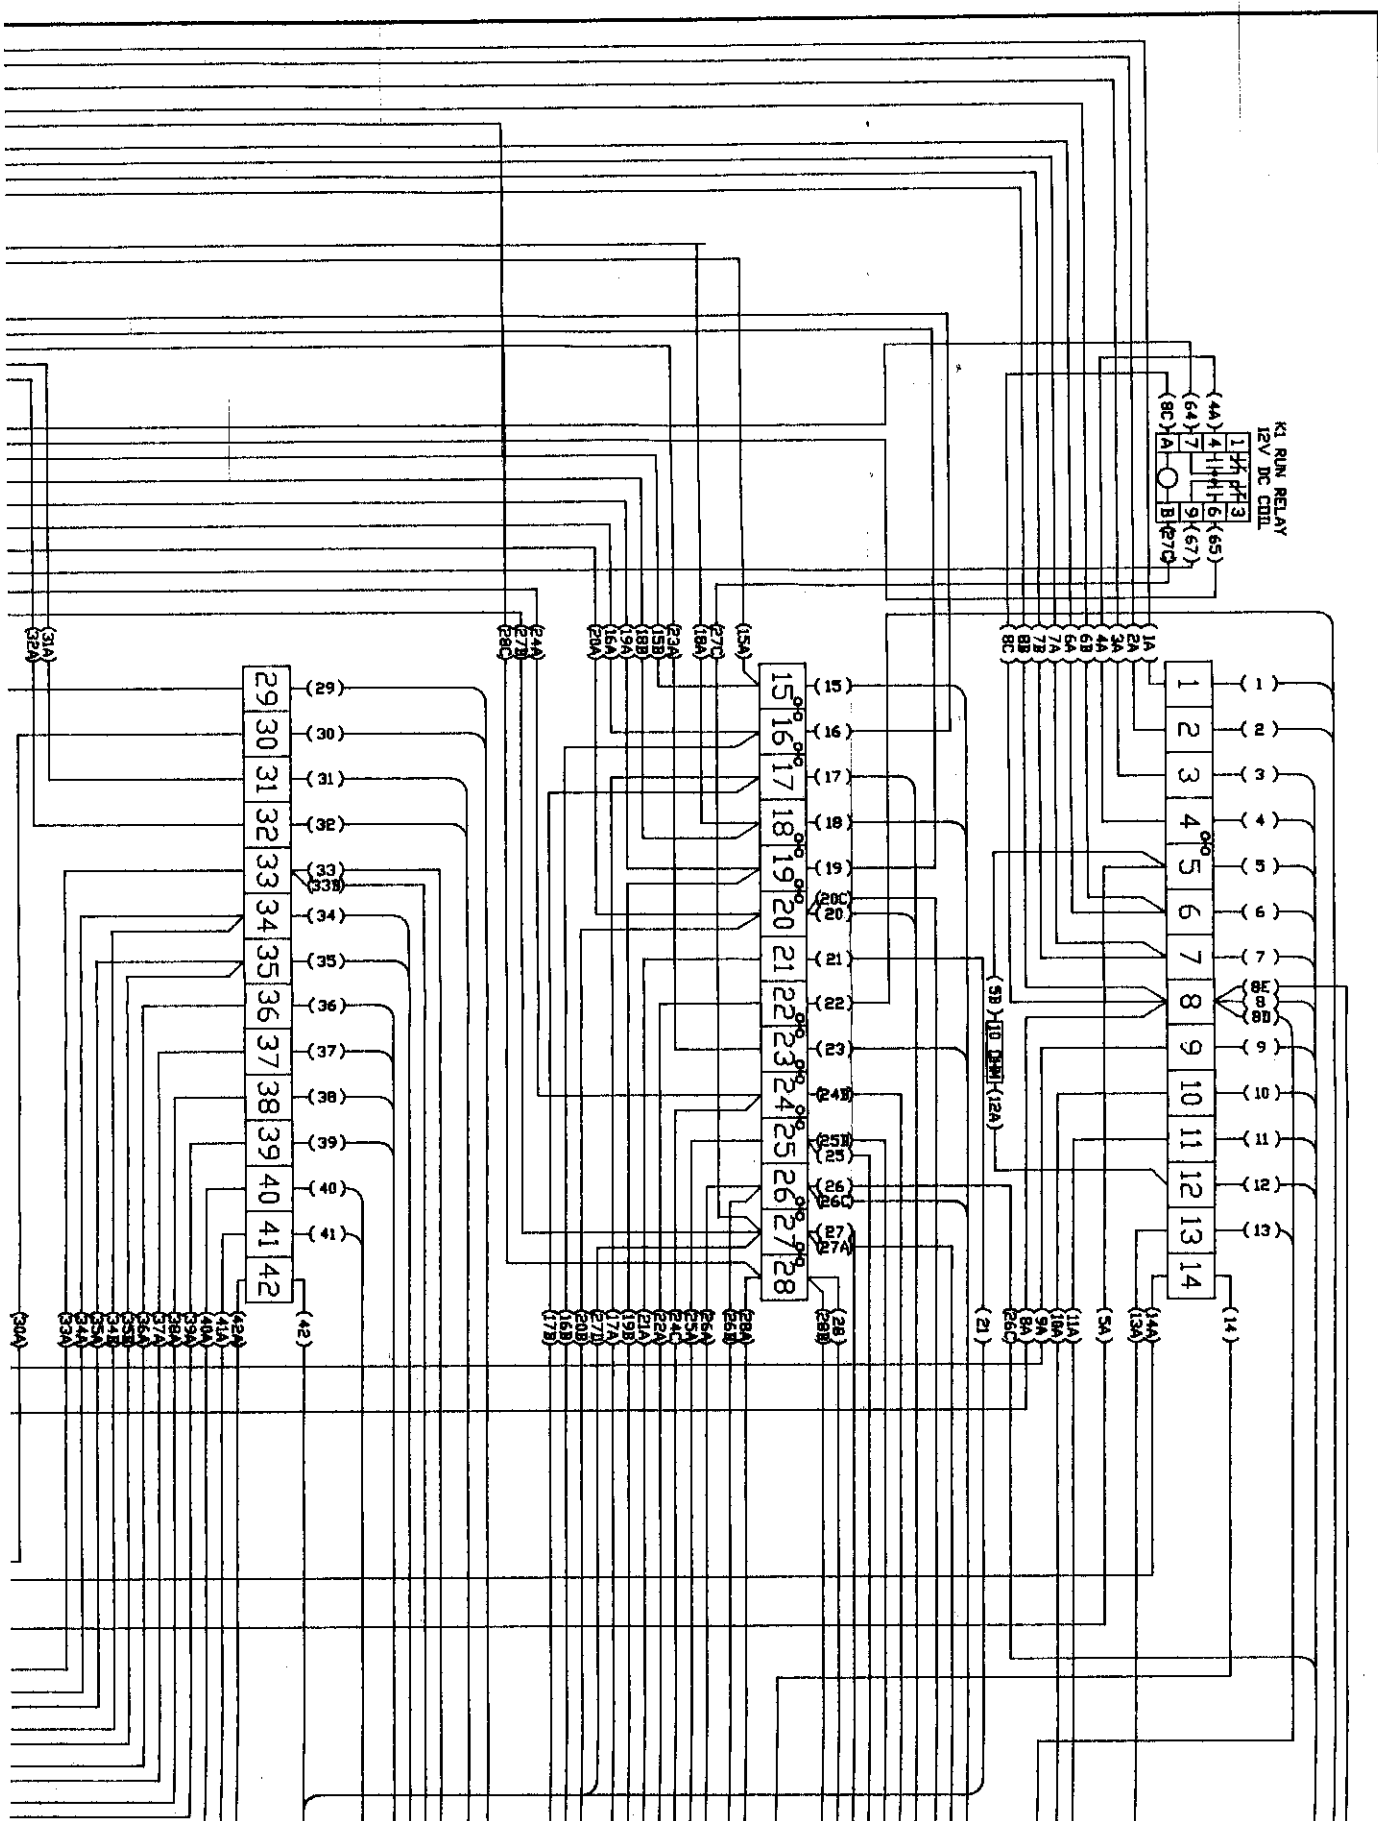 K1 RUN RELAY
12V DC COIL
(4A) 1 3
(64) 4 6 (65)
(8C) 7 9 (67)
A B (27C)
1A
2A
3A
4A
6B
6A
7A
7B
8B
8C
1 (1)
2 (2)
3 (3)
4 (4)
5 (5)
6 (6)
7 (7)
8 (8E)
8
(8D)
9 (9)
10 (10)
11 (11)
12 (12)
13 (13)
14
(5B) 10 OHM (12A)
(14)
(14A)
(13A)
5A
11A
10A
9A
8A
26C
(21)
(15A)
27C
18A
23A
15B
18B
19A
16A
20A
24A
27B
28C
15 (15)
16 (16)
17 (17)
18 (18)
19 (19)
20 (20C)
(20)
21 (21)
22 (22)
23 (23)
24 (24B)
25 (25B)
(25)
26 (26)
(26C)
27 (27)
(27A)
28
(28)
(28B)
28A
26B
26A
25A
24C
22A
21A
19B
17A
27D
20B
16B
17B
(31A)
(32A)
29 (29)
30 (30)
31 (31)
32 (32)
33 (33)
(33B)
34 (34)
35 (35)
36 (36)
37 (37)
38 (38)
39 (39)
40 (40)
41 (41)
42
(42)
42A
41A
40A
39A
38A
37A
36A
35B
34B
35A
34A
33A
(30A)